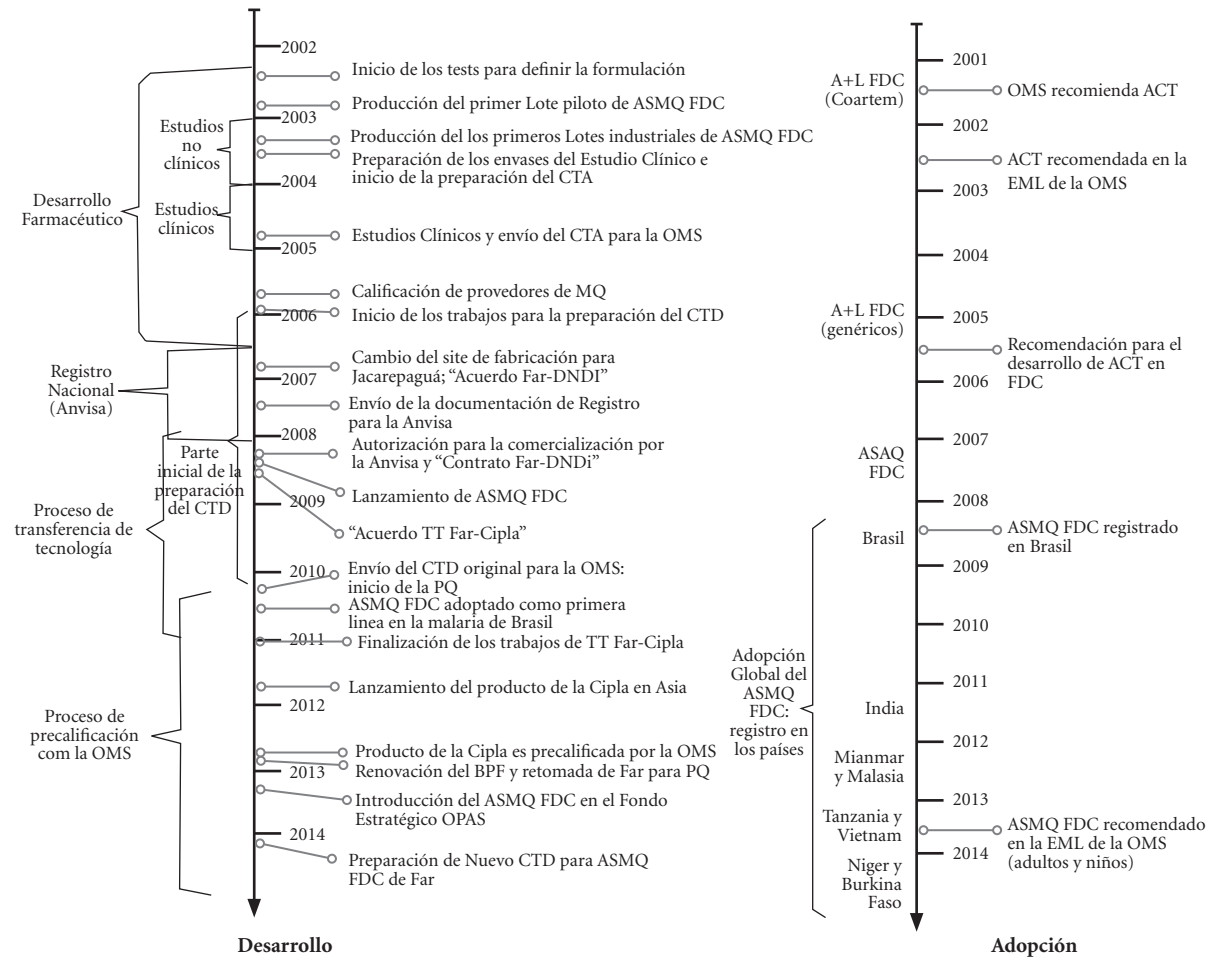 2002
Inicio de los tests para definir la formulación
Producción del primer Lote piloto de ASMQ FDC
2003
Estudios
no
clínicos
Producción del los primeros Lotes industriales de ASMQ FDC
Preparación de los envases del Estudio Clínico e
inicio de la preparación del CTA
2004
Desarrollo
Farmacéutico
Estudios
clínicos
Estudios Clínicos y envío del CTA para la OMS
2005
Calificación de provedores de MQ
2006
Inicio de los trabajos para la preparación del CTD
Registro
Nacional
(Anvisa)
Cambio del site de fabricación para
Jacarepaguá; “Acuerdo Far-DNDI”
2007
Envío de la documentación de Registro
para la Anvisa
2008
Autorización para la comercialización por
la Anvisa y “Contrato Far-DNDi”
Parte
inicial de la
preparación
del CTD
Lanzamiento de ASMQ FDC
2009
Proceso de
transferencia de
tecnología
“Acuerdo TT Far-Cipla”
2010
Envío del CTD original para la OMS:
inicio de la PQ
ASMQ FDC adoptado como primera
linea en la malaria de Brasil
2011
Finalización de los trabajos de TT Far-Cipla
Lanzamiento del producto de la Cipla en Asia
2012
Proceso de
precalificación
com la OMS
Producto de la Cipla es precalificada por la OMS
Renovación del BPF y retomada de Far para PQ
2013
Introducción del ASMQ FDC en el Fondo
Estratégico OPAS
2014
Preparación de Nuevo CTD para ASMQ
FDC de Far
Desarrollo
2001
A+L FDC
(Coartem)
OMS recomienda ACT
2002
ACT recomendada en la
EML de la OMS
2003
2004
A+L FDC
(genéricos)
2005
Recomendación para el
desarrollo de ACT en
FDC
2006
2007
ASAQ
FDC
2008
Brasil
ASMQ FDC registrado
en Brasil
2009
2010
Adopción
Global del
ASMQ
FDC:
registro en
los países
2011
India
2012
Mianmar
y Malasia
2013
Tanzania y
Vietnam
ASMQ FDC recomendado
en la EML de la OMS
(adultos y niños)
2014
Niger y
Burkina
Faso
Adopción